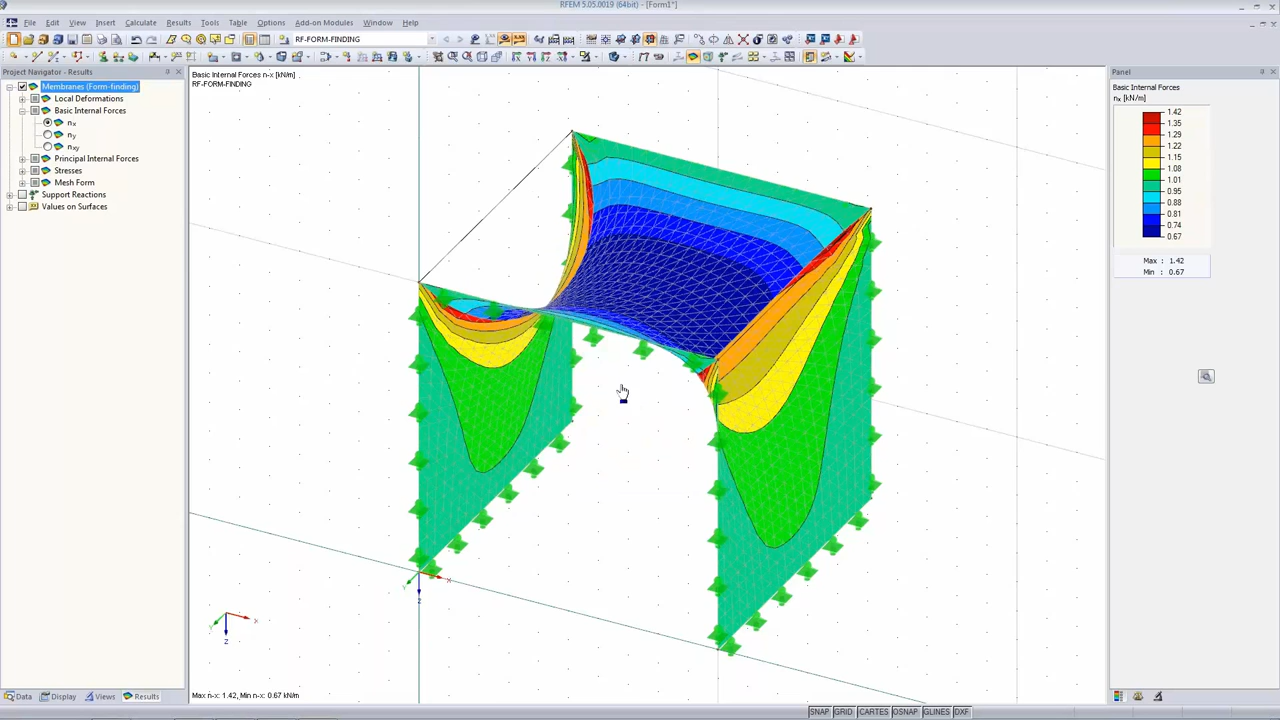 RFEM 5.05.0019 (64bit) - [Form1*]
File Edit View Insert Calculate Results Tools Table Options Add-on Modules Window Help
RF-FORM-FINDING
Project Navigator - Results
Membranes (Form-finding)
Local Deformations
Basic Internal Forces
nx
ny
nxy
Principal Internal Forces
Stresses
Mesh Form
Support Reactions
Values on Surfaces
Data Display Views Results
Basic Internal Forces n-x [kN/m]
RF-FORM-FINDING
X
Y
Z
X
Y
Z
Max n-x: 1.42, Min n-x: 0.67 kN/m
Panel
Basic Internal Forces
nx [kN/m]
1.42
1.35
1.29
1.22
1.15
1.08
1.01
0.95
0.88
0.81
0.74
0.67
Max : 1.42
Min : 0.67
SNAP GRID CARTES OSNAP GLINES DXF